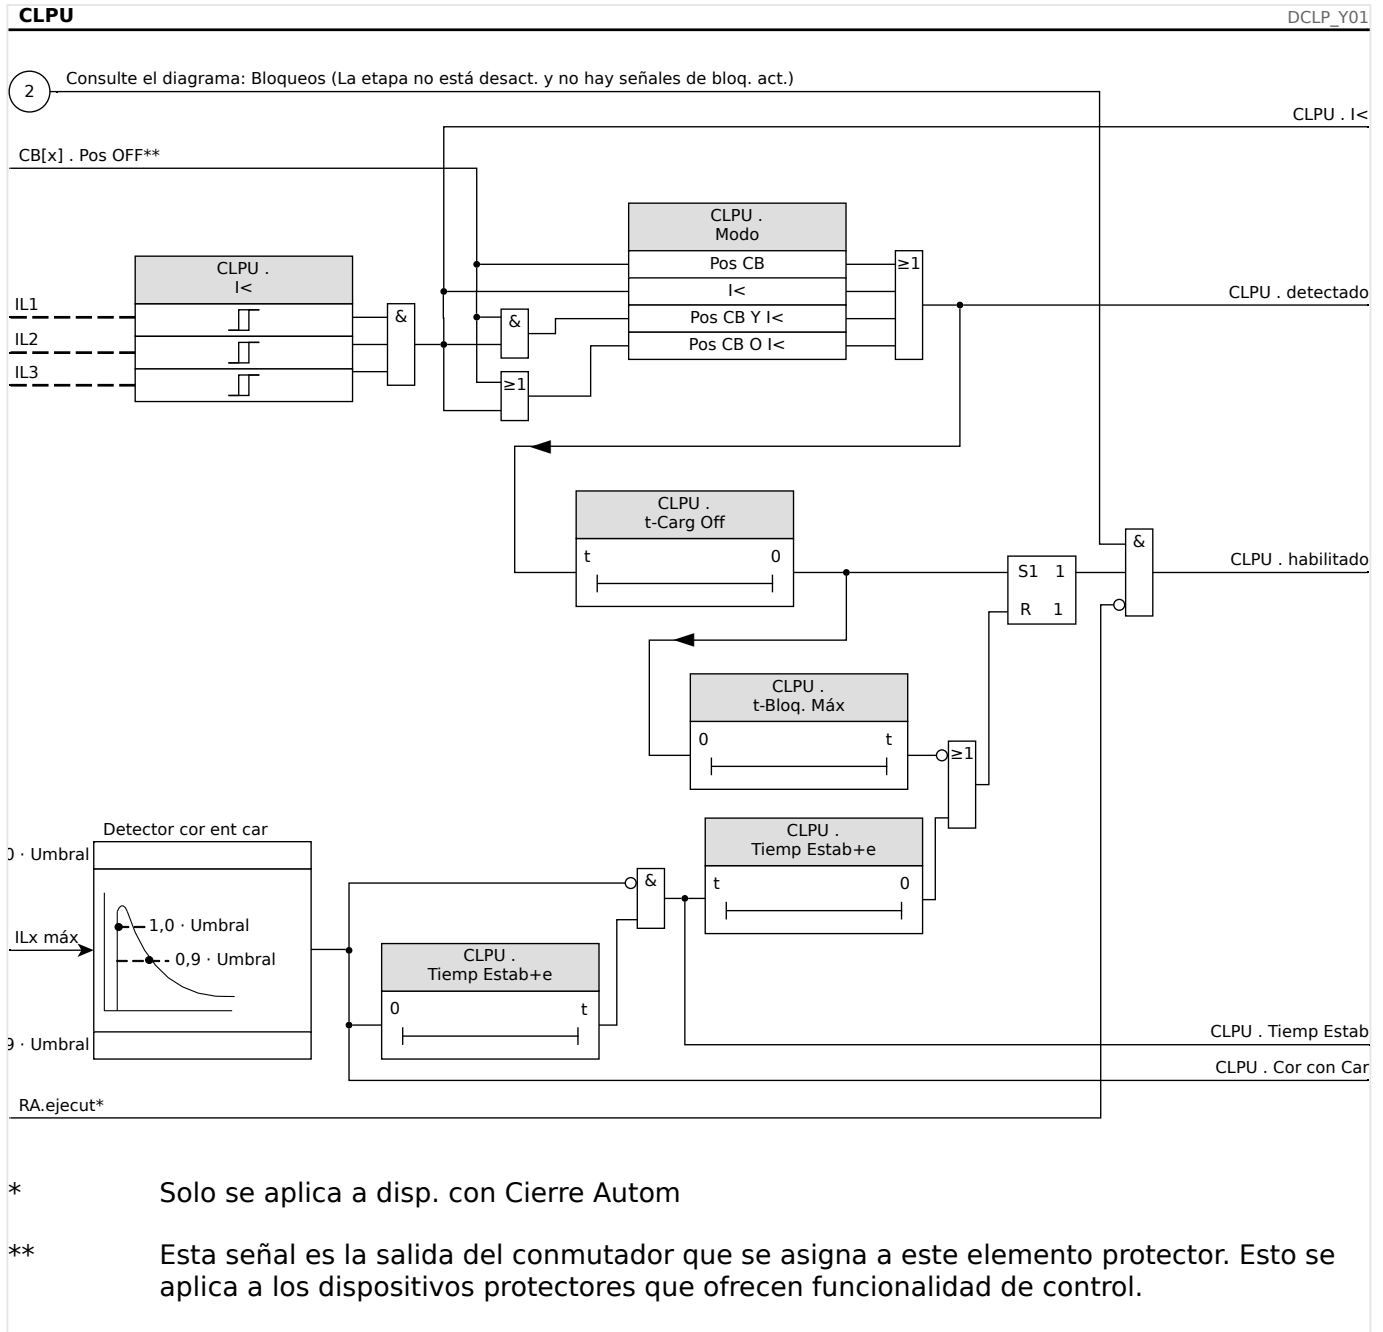 CLPU
DCLP_Y01
2
Consulte el diagrama: Bloqueos (La etapa no está desact. y no hay señales de bloq. act.)
CLPU . I<
CB[x] . Pos OFF**
CLPU .
Modo
Pos CB
I<
Pos CB Y I<
Pos CB O I<
≥1
CLPU .
I<
IL1
IL2
IL3
&
&
≥1
CLPU . detectado
CLPU .
t-Carg Off
t 0
S1 1
R 1
&
CLPU . habilitado
CLPU .
t-Bloq. Máx
0 t
≥1
Detector cor ent car
0 · Umbral
ILx máx
1,0 · Umbral
0,9 · Umbral
9 · Umbral
&
CLPU .
Tiemp Estab+e
t 0
CLPU .
Tiemp Estab+e
0 t
CLPU . Tiemp Estab
CLPU . Cor con Car
RA.ejecut*
* Solo se aplica a disp. con Cierre Autom
** Esta señal es la salida del conmutador que se asigna a este elemento protector. Esto se
aplica a los dispositivos protectores que ofrecen funcionalidad de control.